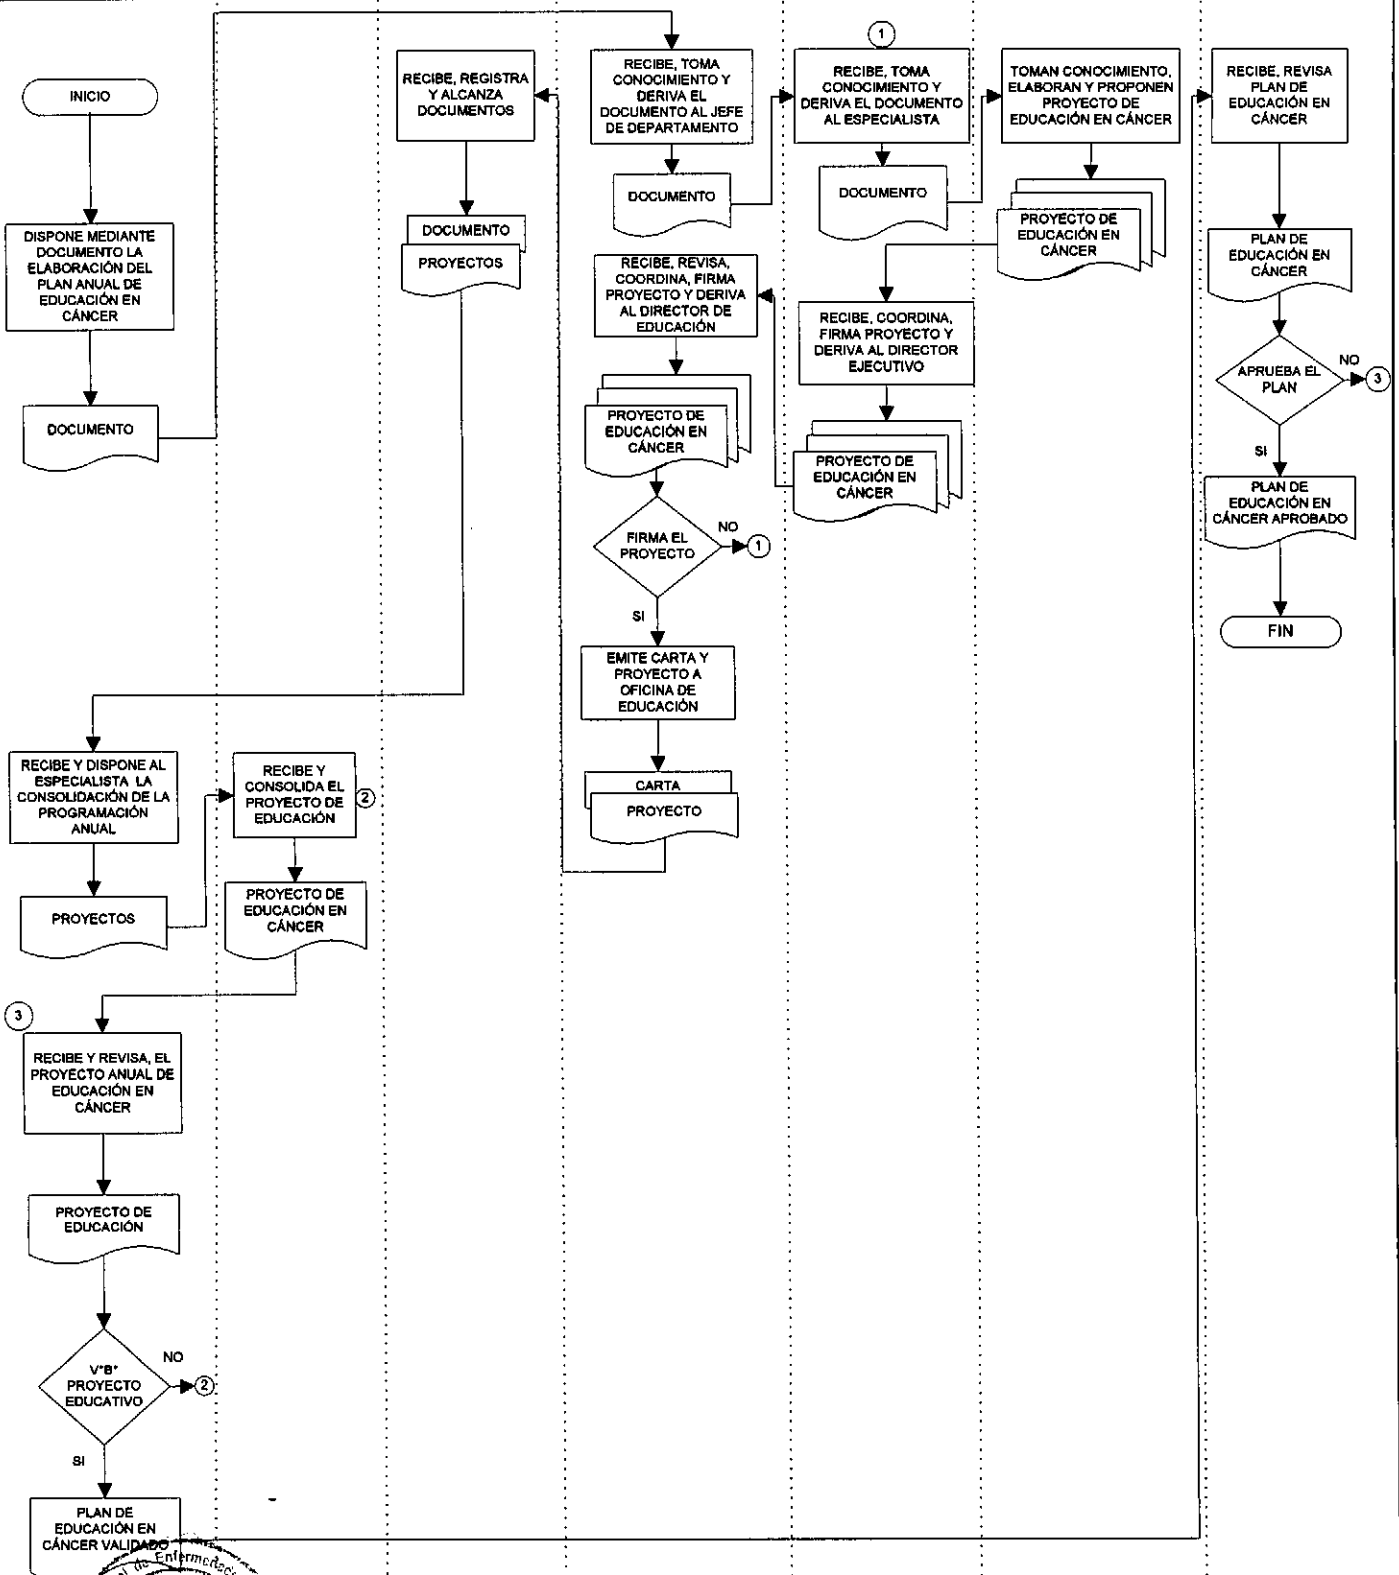 INICIO
DISPONE MEDIANTE
DOCUMENTO LA
ELABORACIÓN DEL
PLAN ANUAL DE
EDUCACIÓN EN
CÁNCER
DOCUMENTO
RECIBE, REGISTRA
Y ALCANZA
DOCUMENTOS
DOCUMENTO
PROYECTOS
RECIBE, TOMA
CONOCIMIENTO Y
DERIVA EL
DOCUMENTO AL JEFE
DE DEPARTAMENTO
DOCUMENTO
RECIBE, REVISA,
COORDINA, FIRMA
PROYECTO Y DERIVA
AL DIRECTOR DE
EDUCACIÓN
PROYECTO DE
EDUCACIÓN EN
CÁNCER
FIRMA EL
PROYECTO
NO
1
SI
EMITE CARTA Y
PROYECTO A
OFICINA DE
EDUCACIÓN
CARTA
PROYECTO
1
RECIBE, TOMA
CONOCIMIENTO Y
DERIVA EL DOCUMENTO
AL ESPECIALISTA
DOCUMENTO
RECIBE, COORDINA,
FIRMA PROYECTO Y
DERIVA AL DIRECTOR
EJECUTIVO
PROYECTO DE
EDUCACIÓN EN
CÁNCER
TOMAN CONOCIMIENTO,
ELABORAN Y PROPONEN
PROYECTO DE
EDUCACIÓN EN CÁNCER
PROYECTO DE
EDUCACIÓN EN
CÁNCER
RECIBE, REVISA
PLAN DE
EDUCACIÓN EN
CÁNCER
PLAN DE
EDUCACIÓN EN
CÁNCER
APRUEBA EL
PLAN
NO
3
SI
PLAN DE
EDUCACIÓN EN
CÁNCER APROBADO
FIN
RECIBE Y DISPONE AL
ESPECIALISTA LA
CONSOLIDACIÓN DE LA
PROGRAMACIÓN
ANUAL
PROYECTOS
RECIBE Y
CONSOLIDA EL
PROYECTO DE
EDUCACIÓN
2
PROYECTO DE
EDUCACIÓN EN
CÁNCER
3
RECIBE Y REVISA, EL
PROYECTO ANUAL DE
EDUCACIÓN EN
CÁNCER
PROYECTO DE
EDUCACIÓN
V°B°
PROYECTO
EDUCATIVO
NO
2
SI
PLAN DE
EDUCACIÓN EN
CÁNCER VALIDADO
de